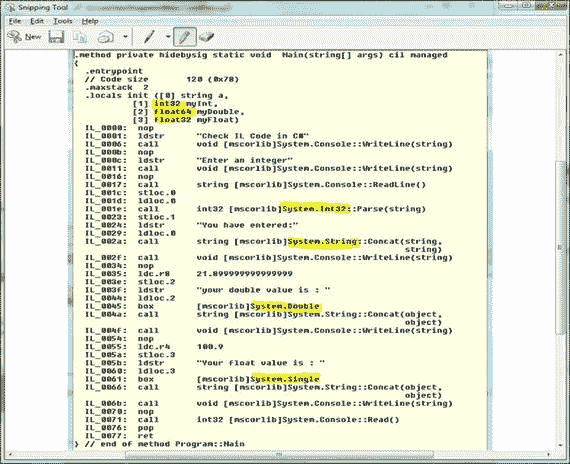 Snipping Tool
File Edit Tools Help
New
.method private hidebysig static void  Main(string[] args) cil managed
{
  .entrypoint
  // Code size       120 (0x78)
  .maxstack  2
  .locals init ([0] string a,
           [1] int32 myInt,
           [2] float64 myDouble,
           [3] float32 myFloat)
  IL_0000:  nop
  IL_0001:  ldstr      "Check IL Code in C#"
  IL_0006:  call       void [mscorlib]System.Console::WriteLine(string)
  IL_000b:  nop
  IL_000c:  ldstr      "Enter an integer"
  IL_0011:  call       void [mscorlib]System.Console::WriteLine(string)
  IL_0016:  nop
  IL_0017:  call       string [mscorlib]System.Console::ReadLine()
  IL_001c:  stloc.0
  IL_001d:  ldloc.0
  IL_001e:  call       int32 [mscorlib]System.Int32::Parse(string)
  IL_0023:  stloc.1
  IL_0024:  ldstr      "You have entered:"
  IL_0029:  ldloc.0
  IL_002a:  call       string [mscorlib]System.String::Concat(string,
                                                              string)
  IL_002f:  call       void [mscorlib]System.Console::WriteLine(string)
  IL_0034:  nop
  IL_0035:  ldc.r8     21.899999999999999
  IL_003e:  stloc.2
  IL_003f:  ldstr      "your double value is : "
  IL_0044:  ldloc.2
  IL_0045:  box        [mscorlib]System.Double
  IL_004a:  call       string [mscorlib]System.String::Concat(object,
                                                              object)
  IL_004f:  call       void [mscorlib]System.Console::WriteLine(string)
  IL_0054:  nop
  IL_0055:  ldc.r4     100.9
  IL_005a:  stloc.3
  IL_005b:  ldstr      "Your float value is : "
  IL_0060:  ldloc.3
  IL_0061:  box        [mscorlib]System.Single
  IL_0066:  call       string [mscorlib]System.String::Concat(object,
                                                              object)
  IL_006b:  call       void [mscorlib]System.Console::WriteLine(string)
  IL_0070:  nop
  IL_0071:  call       int32 [mscorlib]System.Console::Read()
  IL_0076:  pop
  IL_0077:  ret
} // end of method Program::Main